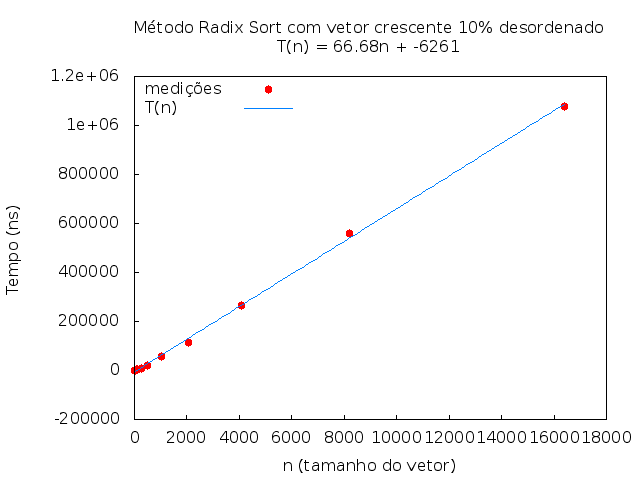 Método Radix Sort com vetor crescente 10% desordenado
T(n) = 66.68n + -6261
1.2e+06
1e+06
800000
600000
400000
200000
0
-200000
medições
T(n)
Tempo (ns)
0 2000 4000 6000 8000 10000 12000 14000 16000 18000
n (tamanho do vetor)